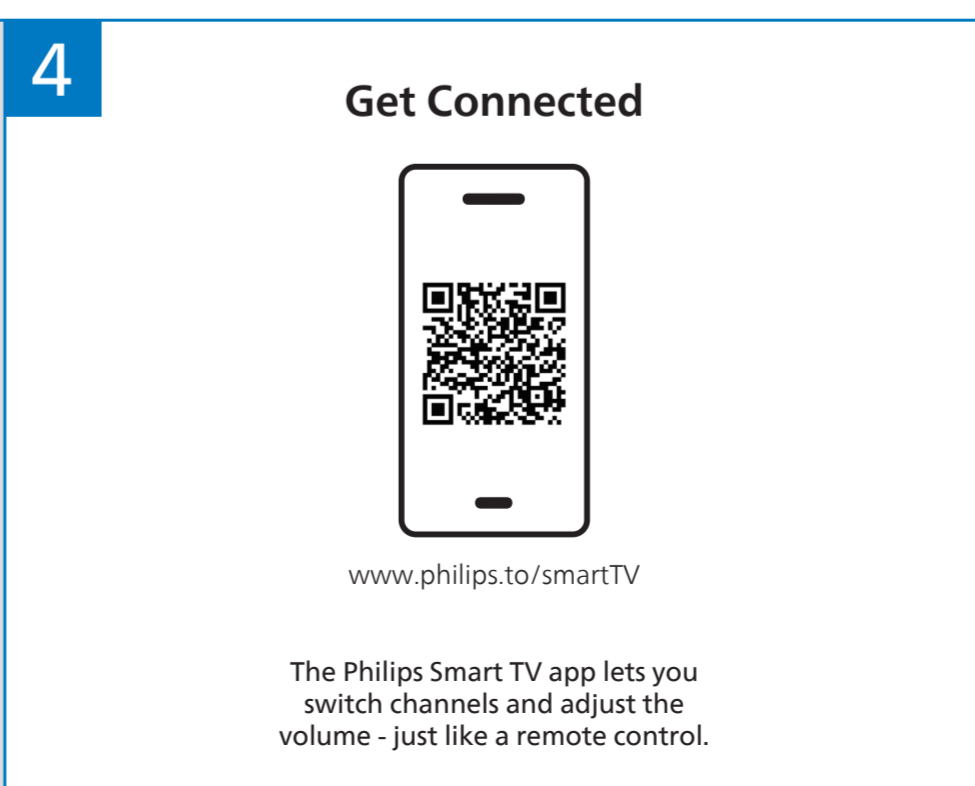 4
Get Connected
www.philips.to/smartTV
The Philips Smart TV app lets you
switch channels and adjust the
volume - just like a remote control.